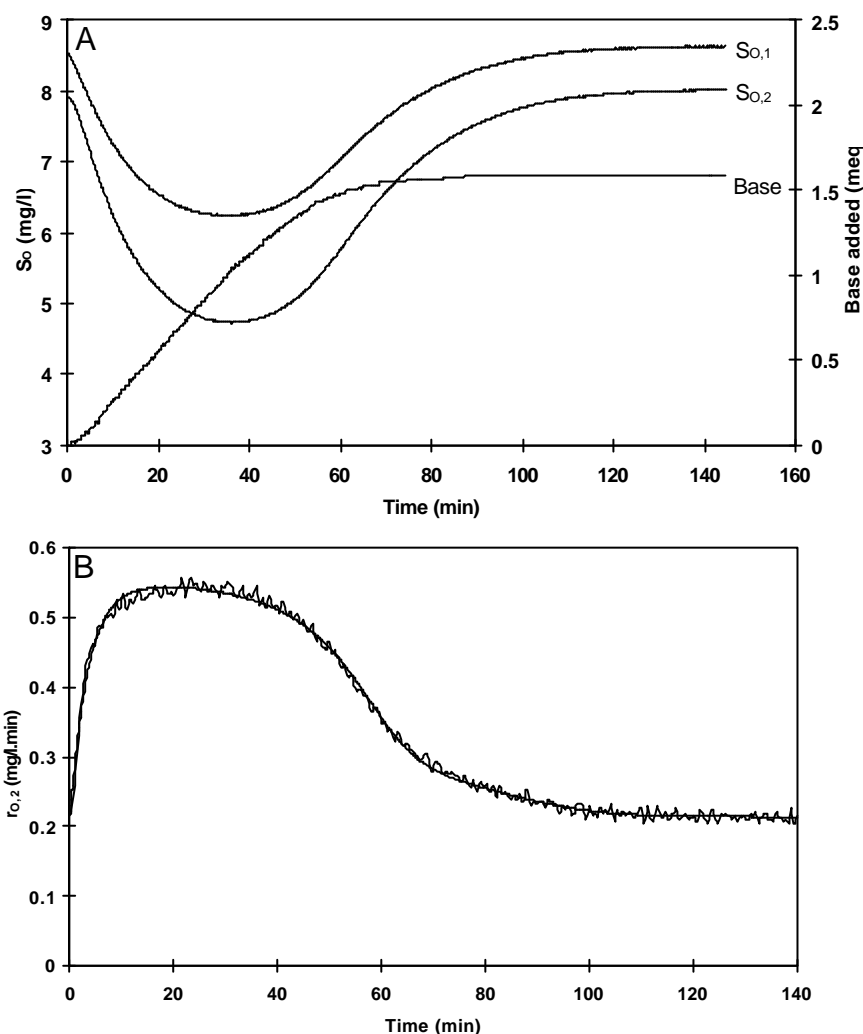 A
9
8
7
6
5
4
3
So (mg/l)
2.5
2
1.5
1
0.5
0
Base added (meq
SO,1
SO,2
Base
0 20 40 60 80 100 120 140 160
Time (min)
B
0.6
0.5
0.4
0.3
0.2
0.1
0
rO,2 (mg/l.min)
0 20 40 60 80 100 120 140
Time (min)